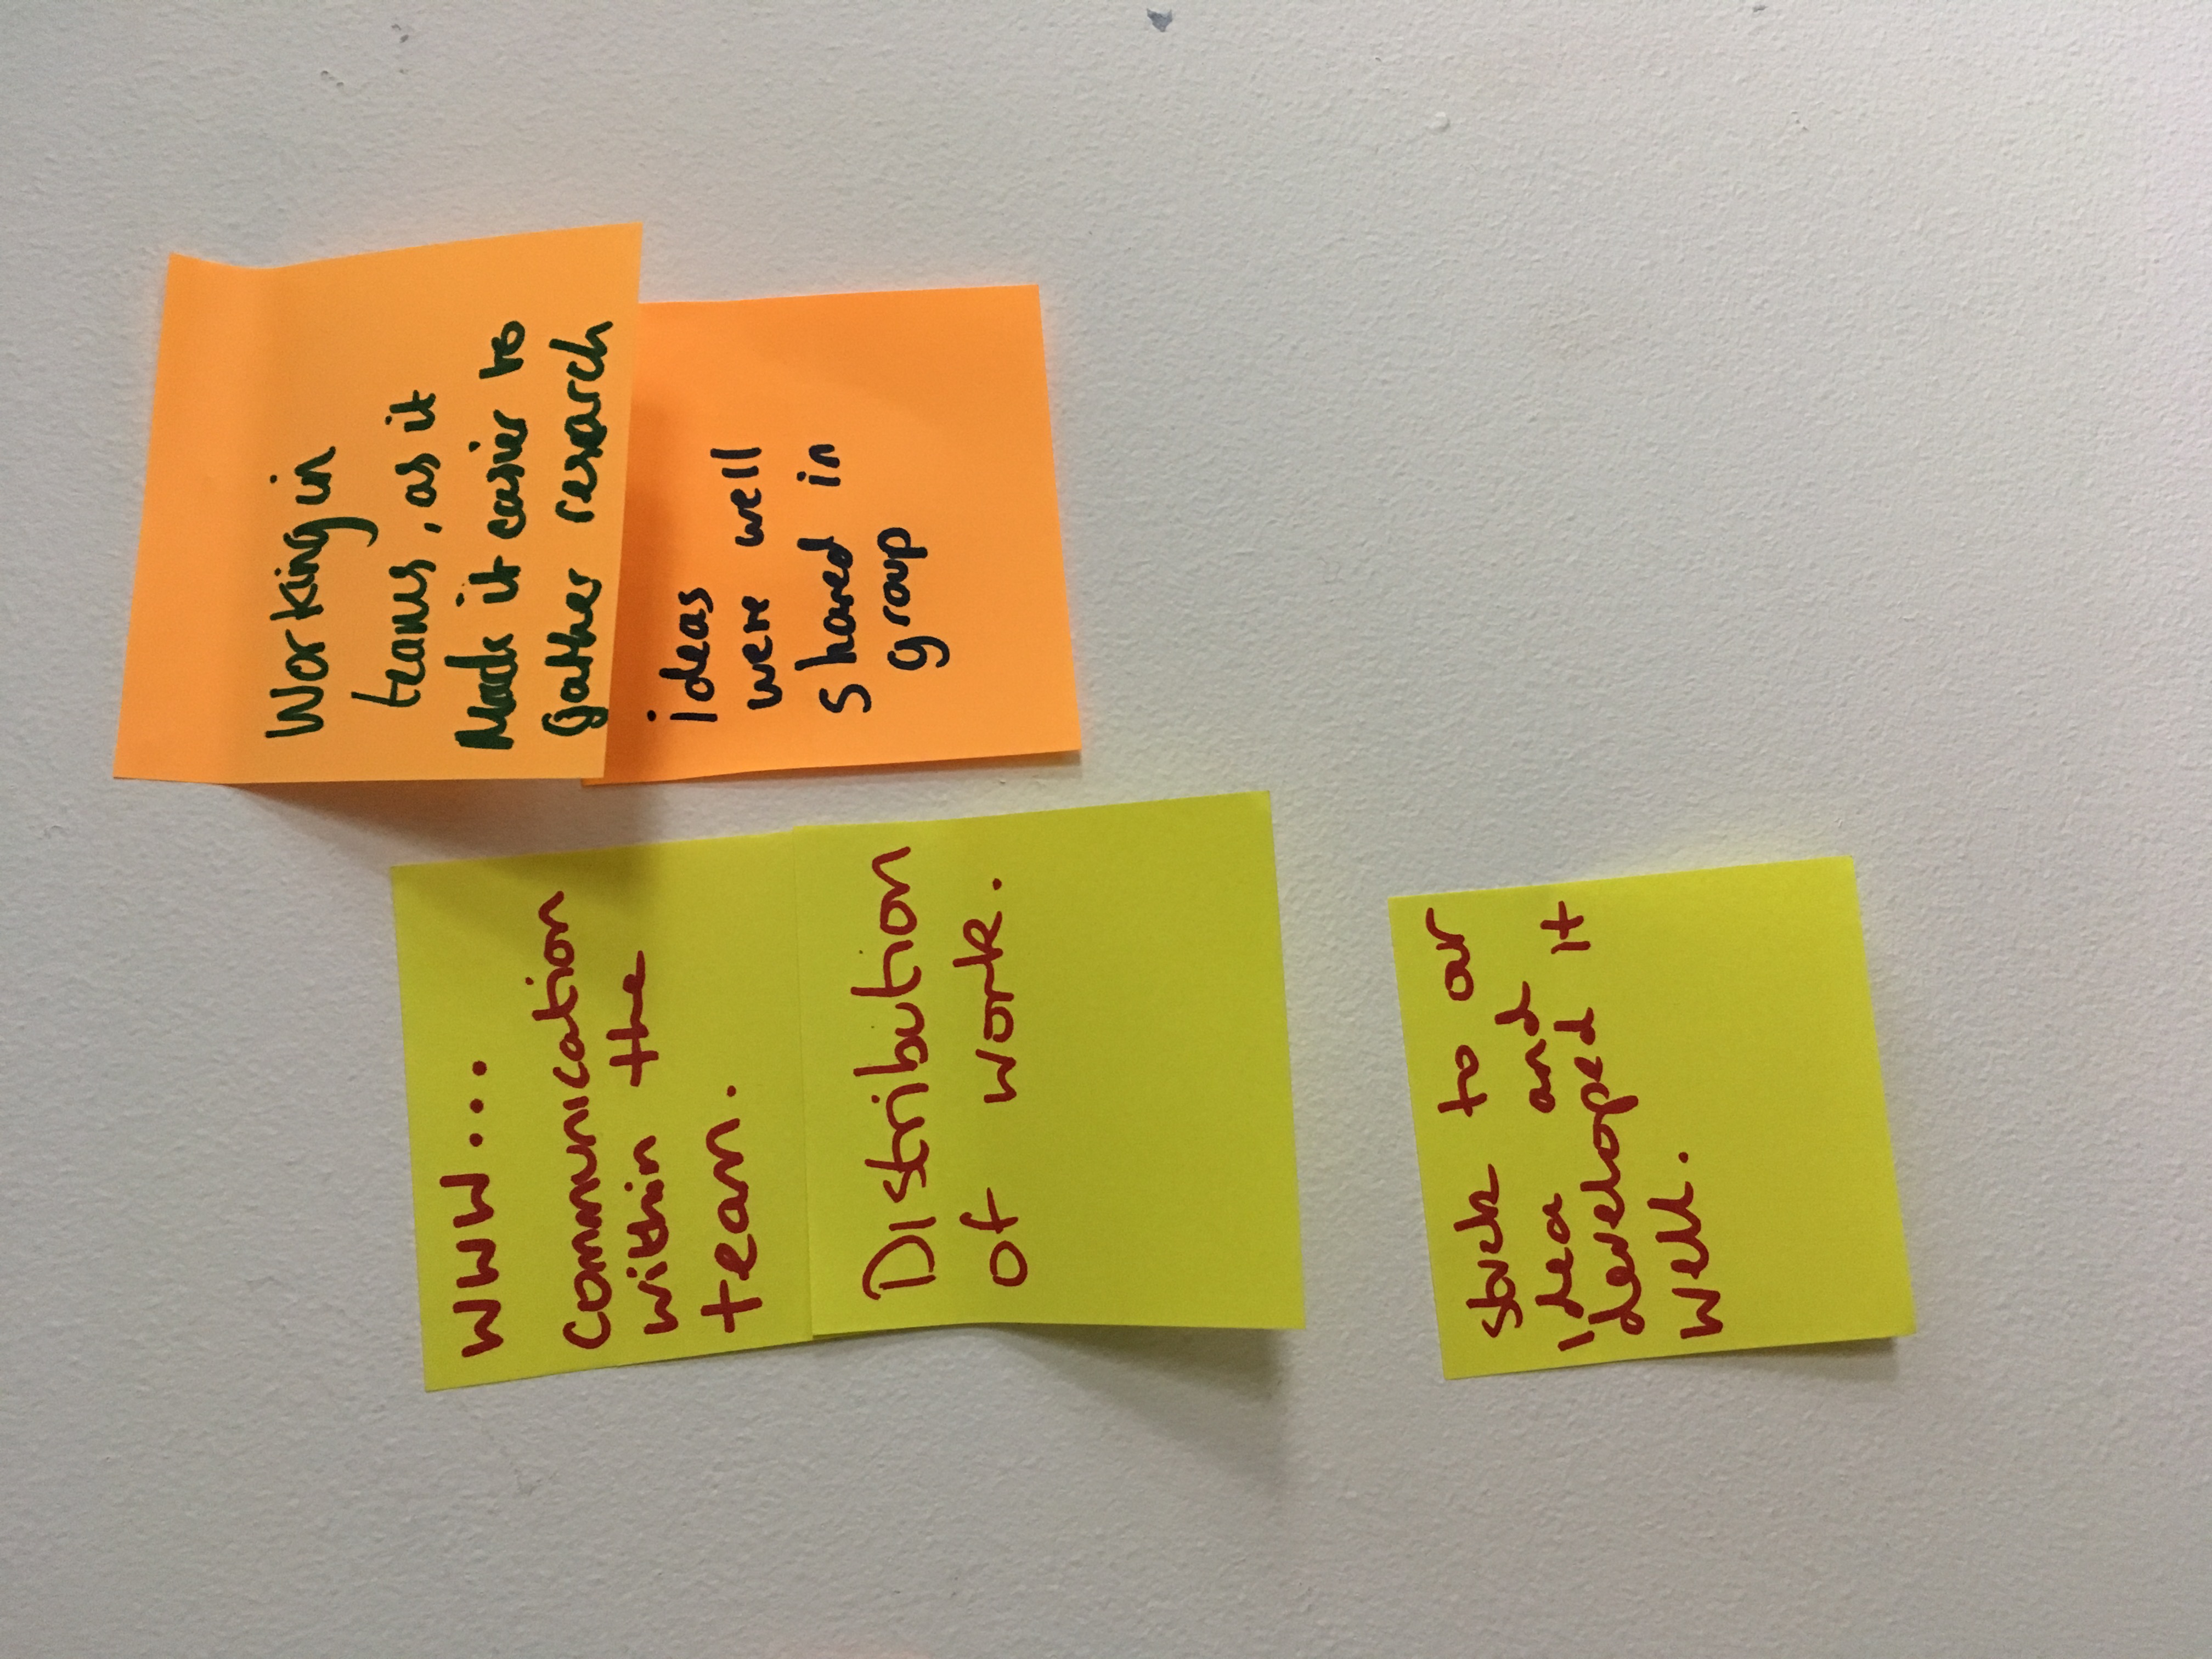 WWW...
Communication
within the
team.
Distribution
of work.
Stuck to our
idea and
developed it
well.
Working in
teams, as it
Made it easier to
gather research
ideas
were well
shared in
group